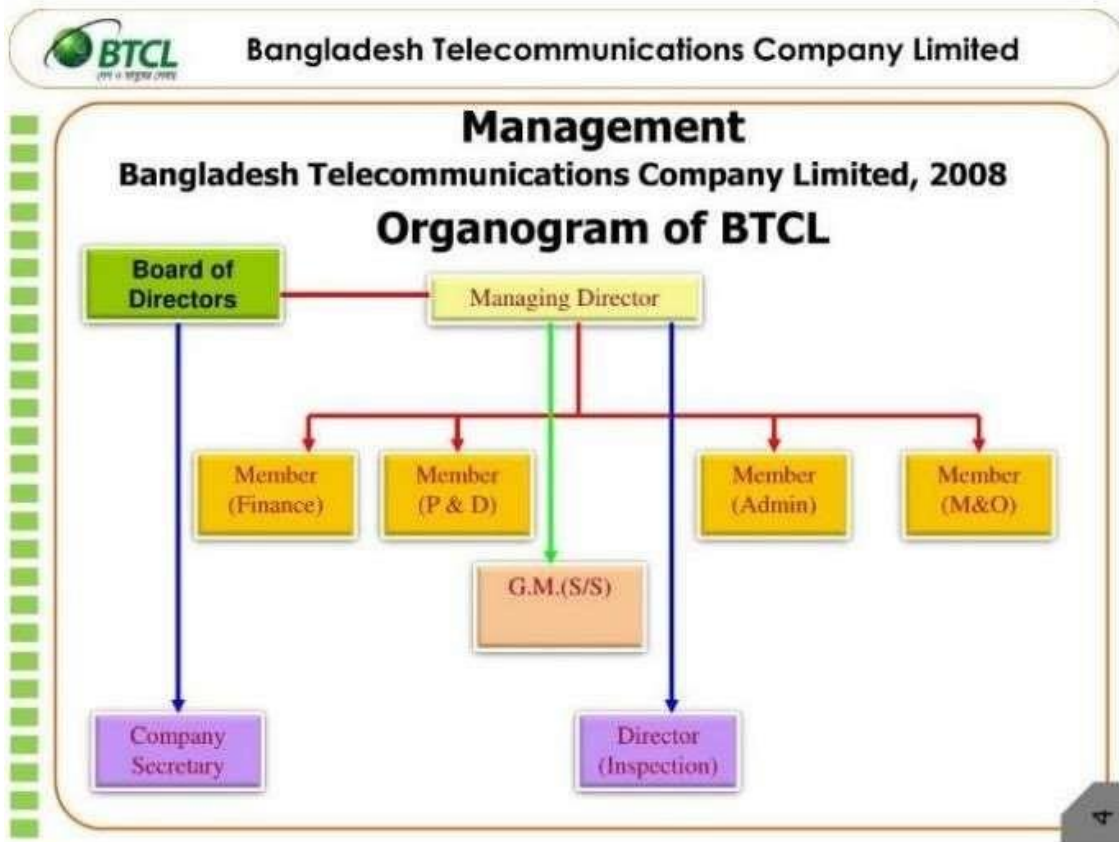 BTCL
Bangladesh Telecommunications Company Limited
Management
Bangladesh Telecommunications Company Limited, 2008
Organogram of BTCL
Board of
Directors
Managing Director
Member
(Finance)
Member
(P & D)
Member
(Admin)
Member
(M&O)
G.M.(S/S)
Company
Secretary
Director
(Inspection)
4